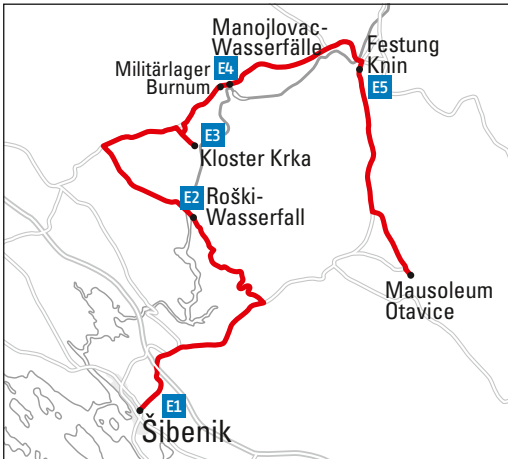 Manojlovac-
Wasserfälle
Festung
Knin
E4
Militärlager
Burnum
E5
E3
Kloster Krka
E2
Roški-
Wasserfall
Mausoleum
Otavice
E1
Šibenik